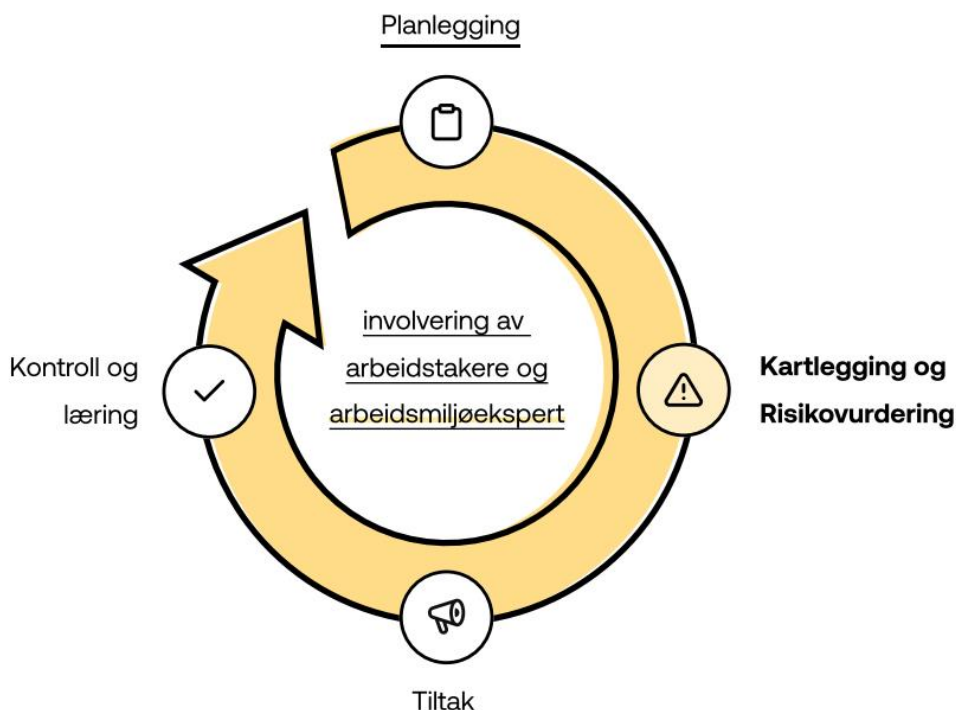 Planlegging
involvering av
arbeidstakere og
arbeidsmiljøekspert
Kontroll og
læring
Kartlegging og
Risikovurdering
Tiltak